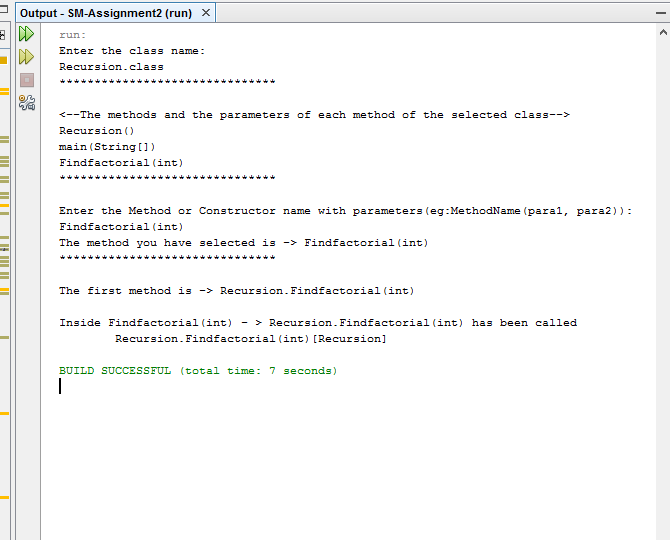 Output - SM-Assignment2 (run)
run:
Enter the class name:
Recursion.class
*******************************

<--The methods and the parameters of each method of the selected class-->
Recursion()
main(String[])
Findfactorial(int)
*******************************

Enter the Method or Constructor name with parameters(eg:MethodName(para1, para2)):
Findfactorial(int)
The method you have selected is -> Findfactorial(int)
*******************************

The first method is -> Recursion.Findfactorial(int)

Inside Findfactorial(int) - > Recursion.Findfactorial(int) has been called
        Recursion.Findfactorial(int)[Recursion]

BUILD SUCCESSFUL (total time: 7 seconds)